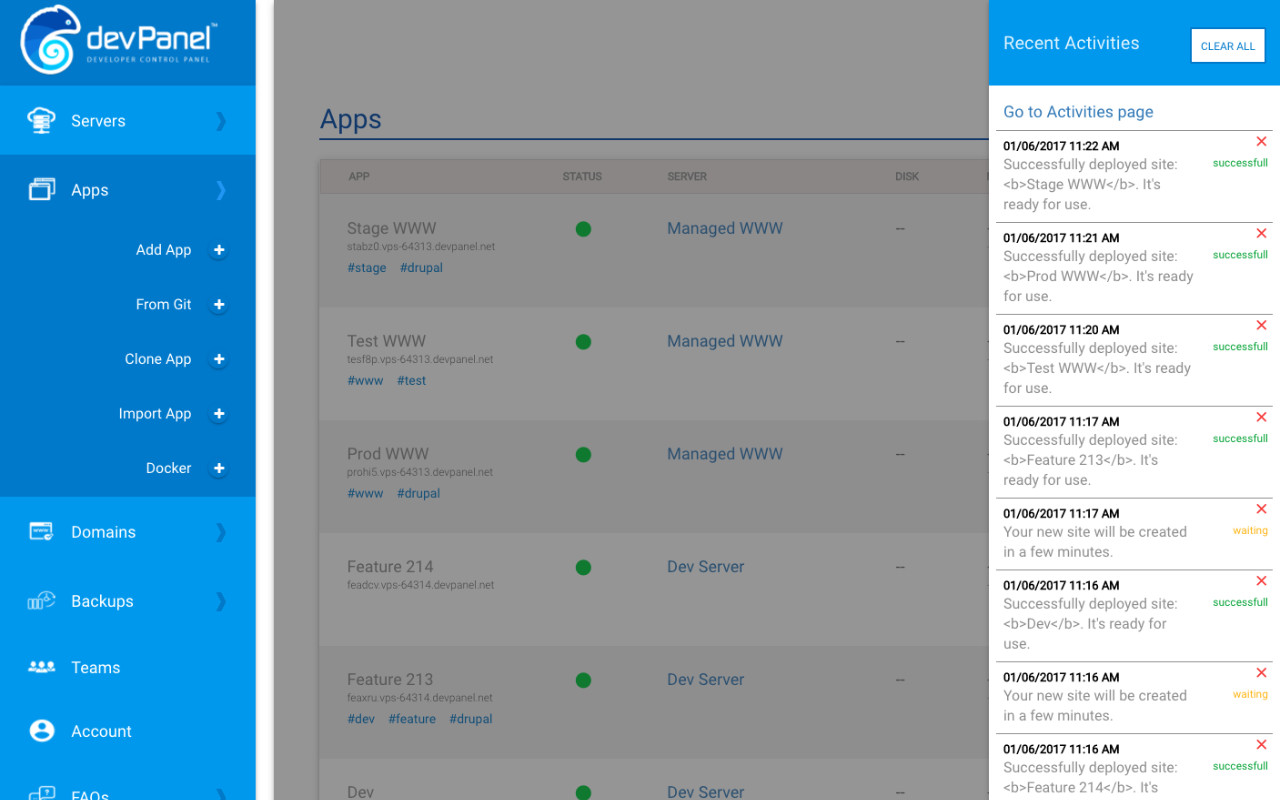 devPanel™
DEVELOPER CONTROL PANEL
Servers
Apps
Add App
From Git
Clone App
Import App
Docker
Domains
WWW
Backups
Teams
Account
FAQs
Apps
APP STATUS SERVER DISK
Stage WWW Managed WWW --
stabz0.vps-64313.devpanel.net
#stage #drupal
Test WWW Managed WWW --
tesf8p.vps-64313.devpanel.net
#www #test
Prod WWW Managed WWW --
prohi5.vps-64313.devpanel.net
#www #drupal
Feature 214 Dev Server --
feadcv.vps-64314.devpanel.net
Feature 213 Dev Server --
feaxru.vps-64314.devpanel.net
#dev #feature #drupal
Dev Dev Server --
Recent Activities CLEAR ALL
Go to Activities page
01/06/2017 11:22 AM
Successfully deployed site: successfull
<b>Stage WWW</b>. It's
ready for use.
01/06/2017 11:21 AM
Successfully deployed site: successfull
<b>Prod WWW</b>. It's ready
for use.
01/06/2017 11:20 AM
Successfully deployed site: successfull
<b>Test WWW</b>. It's ready
for use.
01/06/2017 11:17 AM
Successfully deployed site: successfull
<b>Feature 213</b>. It's
ready for use.
01/06/2017 11:17 AM
Your new site will be created waiting
in a few minutes.
01/06/2017 11:16 AM
Successfully deployed site: successfull
<b>Dev</b>. It's ready for
use.
01/06/2017 11:16 AM
Your new site will be created waiting
in a few minutes.
01/06/2017 11:16 AM
Successfully deployed site: successfull
<b>Feature 214</b>. It's